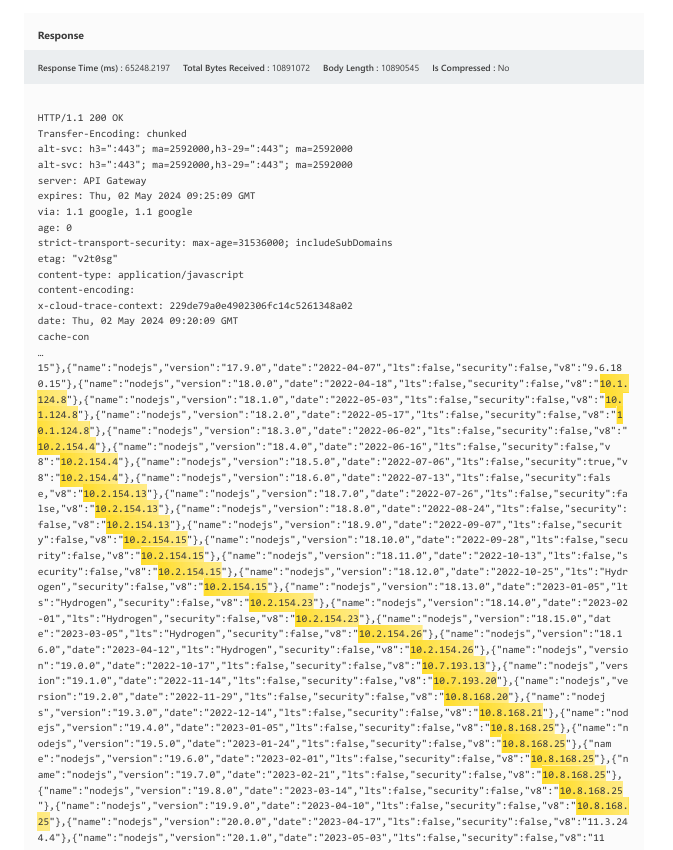 Response
Response Time (ms) : 65248.2197 Total Bytes Received : 10891072 Body Length : 10890545 Is Compressed : No
HTTP/1.1 200 OK
Transfer-Encoding: chunked
alt-svc: h3=":443"; ma=2592000,h3-29=":443"; ma=2592000
alt-svc: h3=":443"; ma=2592000,h3-29=":443"; ma=2592000
server: API Gateway
expires: Thu, 02 May 2024 09:25:09 GMT
via: 1.1 google, 1.1 google
age: 0
strict-transport-security: max-age=31536000; includeSubDomains
etag: "v2t0sg"
content-type: application/javascript
content-encoding:
x-cloud-trace-context: 229de79a0e4902306fc14c5261348a02
date: Thu, 02 May 2024 09:20:09 GMT
cache-con
…
15"},{"name":"nodejs","version":"17.9.0","date":"2022-04-07","lts":false,"security":false,"v8":"9.6.18
0.15"},{"name":"nodejs","version":"18.0.0","date":"2022-04-18","lts":false,"security":false,"v8":"10.1.
124.8"},{"name":"nodejs","version":"18.1.0","date":"2022-05-03","lts":false,"security":false,"v8":"10.
1.124.8"},{"name":"nodejs","version":"18.2.0","date":"2022-05-17","lts":false,"security":false,"v8":"1
0.1.124.8"},{"name":"nodejs","version":"18.3.0","date":"2022-06-02","lts":false,"security":false,"v8":"
10.2.154.4"},{"name":"nodejs","version":"18.4.0","date":"2022-06-16","lts":false,"security":false,"v
8":"10.2.154.4"},{"name":"nodejs","version":"18.5.0","date":"2022-07-06","lts":false,"security":true,"v
8":"10.2.154.4"},{"name":"nodejs","version":"18.6.0","date":"2022-07-13","lts":false,"security":fals
e,"v8":"10.2.154.13"},{"name":"nodejs","version":"18.7.0","date":"2022-07-26","lts":false,"security":fa
lse,"v8":"10.2.154.13"},{"name":"nodejs","version":"18.8.0","date":"2022-08-24","lts":false,"security":
false,"v8":"10.2.154.13"},{"name":"nodejs","version":"18.9.0","date":"2022-09-07","lts":false,"securit
y":false,"v8":"10.2.154.15"},{"name":"nodejs","version":"18.10.0","date":"2022-09-28","lts":false,"secu
rity":false,"v8":"10.2.154.15"},{"name":"nodejs","version":"18.11.0","date":"2022-10-13","lts":false,"s
ecurity":false,"v8":"10.2.154.15"},{"name":"nodejs","version":"18.12.0","date":"2022-10-25","lts":"Hydr
ogen","security":false,"v8":"10.2.154.15"},{"name":"nodejs","version":"18.13.0","date":"2023-01-05","lt
s":"Hydrogen","security":false,"v8":"10.2.154.23"},{"name":"nodejs","version":"18.14.0","date":"2023-02
-01","lts":"Hydrogen","security":false,"v8":"10.2.154.23"},{"name":"nodejs","version":"18.15.0","dat
e":"2023-03-05","lts":"Hydrogen","security":false,"v8":"10.2.154.26"},{"name":"nodejs","version":"18.1
6.0","date":"2023-04-12","lts":"Hydrogen","security":false,"v8":"10.2.154.26"},{"name":"nodejs","versio
n":"19.0.0","date":"2022-10-17","lts":false,"security":false,"v8":"10.7.193.13"},{"name":"nodejs","vers
ion":"19.1.0","date":"2022-11-14","lts":false,"security":false,"v8":"10.7.193.20"},{"name":"nodejs","ve
rsion":"19.2.0","date":"2022-11-29","lts":false,"security":false,"v8":"10.8.168.20"},{"name":"nodej
s","version":"19.3.0","date":"2022-12-14","lts":false,"security":false,"v8":"10.8.168.21"},{"name":"nod
ejs","version":"19.4.0","date":"2023-01-05","lts":false,"security":false,"v8":"10.8.168.25"},{"name":"n
odejs","version":"19.5.0","date":"2023-01-24","lts":false,"security":false,"v8":"10.8.168.25"},{"nam
e":"nodejs","version":"19.6.0","date":"2023-02-01","lts":false,"security":false,"v8":"10.8.168.25"},{"n
ame":"nodejs","version":"19.7.0","date":"2023-02-21","lts":false,"security":false,"v8":"10.8.168.25"},
{"name":"nodejs","version":"19.8.0","date":"2023-03-14","lts":false,"security":false,"v8":"10.8.168.25
"},{"name":"nodejs","version":"19.9.0","date":"2023-04-10","lts":false,"security":false,"v8":"10.8.168.
25"},{"name":"nodejs","version":"20.0.0","date":"2023-04-17","lts":false,"security":false,"v8":"11.3.24
4.4"},{"name":"nodejs","version":"20.1.0","date":"2023-05-03","lts":false,"security":false,"v8":"11